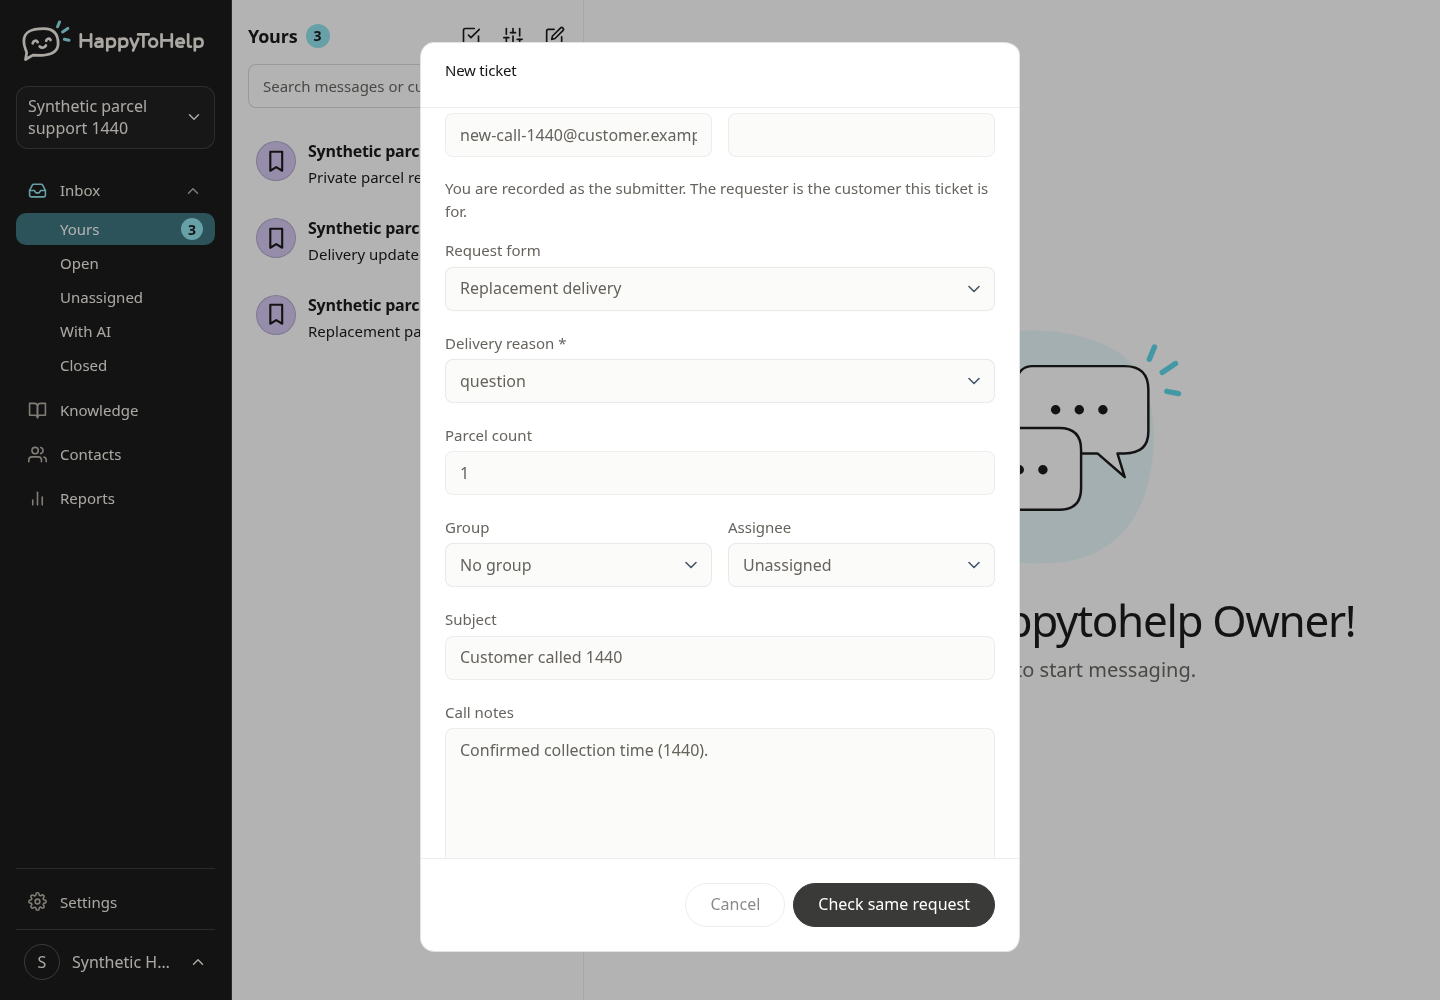 HappyToHelp
Synthetic parcel
support 1440
Inbox
Yours 3
Open
Unassigned
With AI
Closed
Knowledge
Contacts
Reports
Settings
S Synthetic H...
Yours 3
Search messages or cu
Synthetic parc
Private parcel re
Synthetic parc
Delivery update
Synthetic parc
Replacement pa
New ticket
new-call-1440@customer.examp
You are recorded as the submitter. The requester is the customer this ticket is
for.
Request form
Replacement delivery
Delivery reason *
question
Parcel count
1
Group Assignee
No group Unassigned
Subject
Customer called 1440
Call notes
Confirmed collection time (1440).
Cancel Check same request
ppytohelp Owner!
to start messaging.